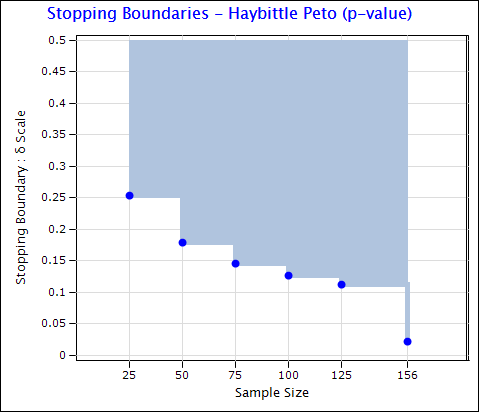 Stopping Boundaries - Haybittle Peto (p-value)
0.5
0.45
0.4
0.35
0.3
0.25
0.2
0.15
0.1
0.05
0
Stopping Boundary : δ Scale
25 50 75 100 125 156
Sample Size